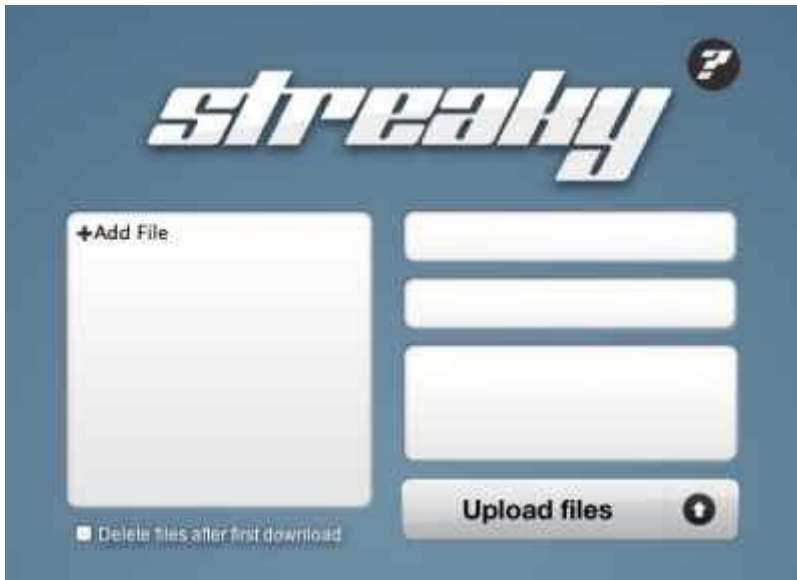 streaky
?
+Add File
Upload files
Delete files after first download